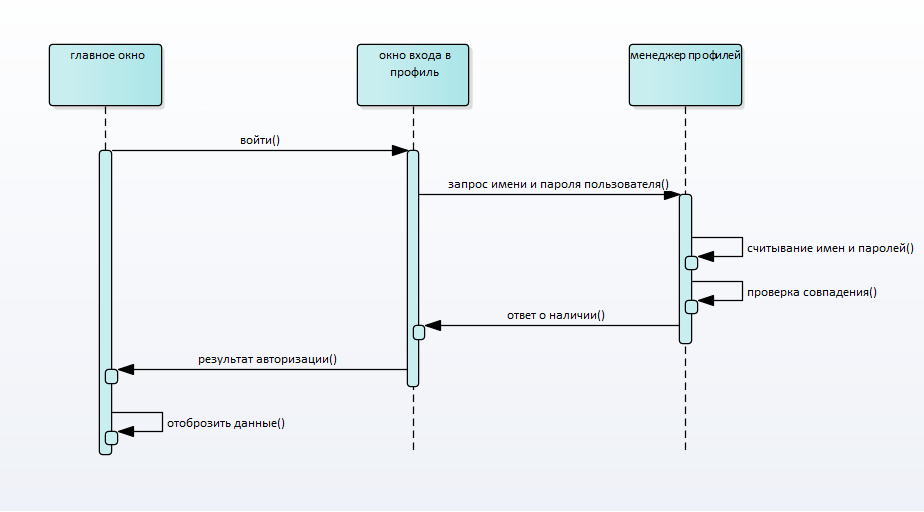 главное окно
окно входа в
профиль
менеджер профилей
войти()
запрос имени и пароля пользователя()
считывание имен и паролей()
проверка совпадения()
ответ о наличии()
результат авторизации()
отоброзить данные()